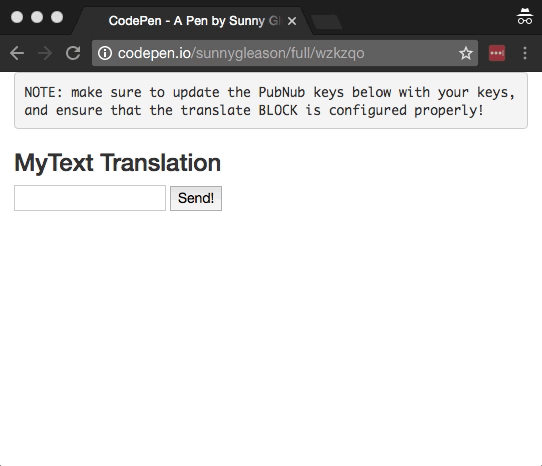 CodePen - A Pen by Sunny Gl
codepen.io/sunnygleason/full/wzkzqo
NOTE: make sure to update the PubNub keys below with your keys,
and ensure that the translate BLOCK is configured properly!
MyText Translation
Send!